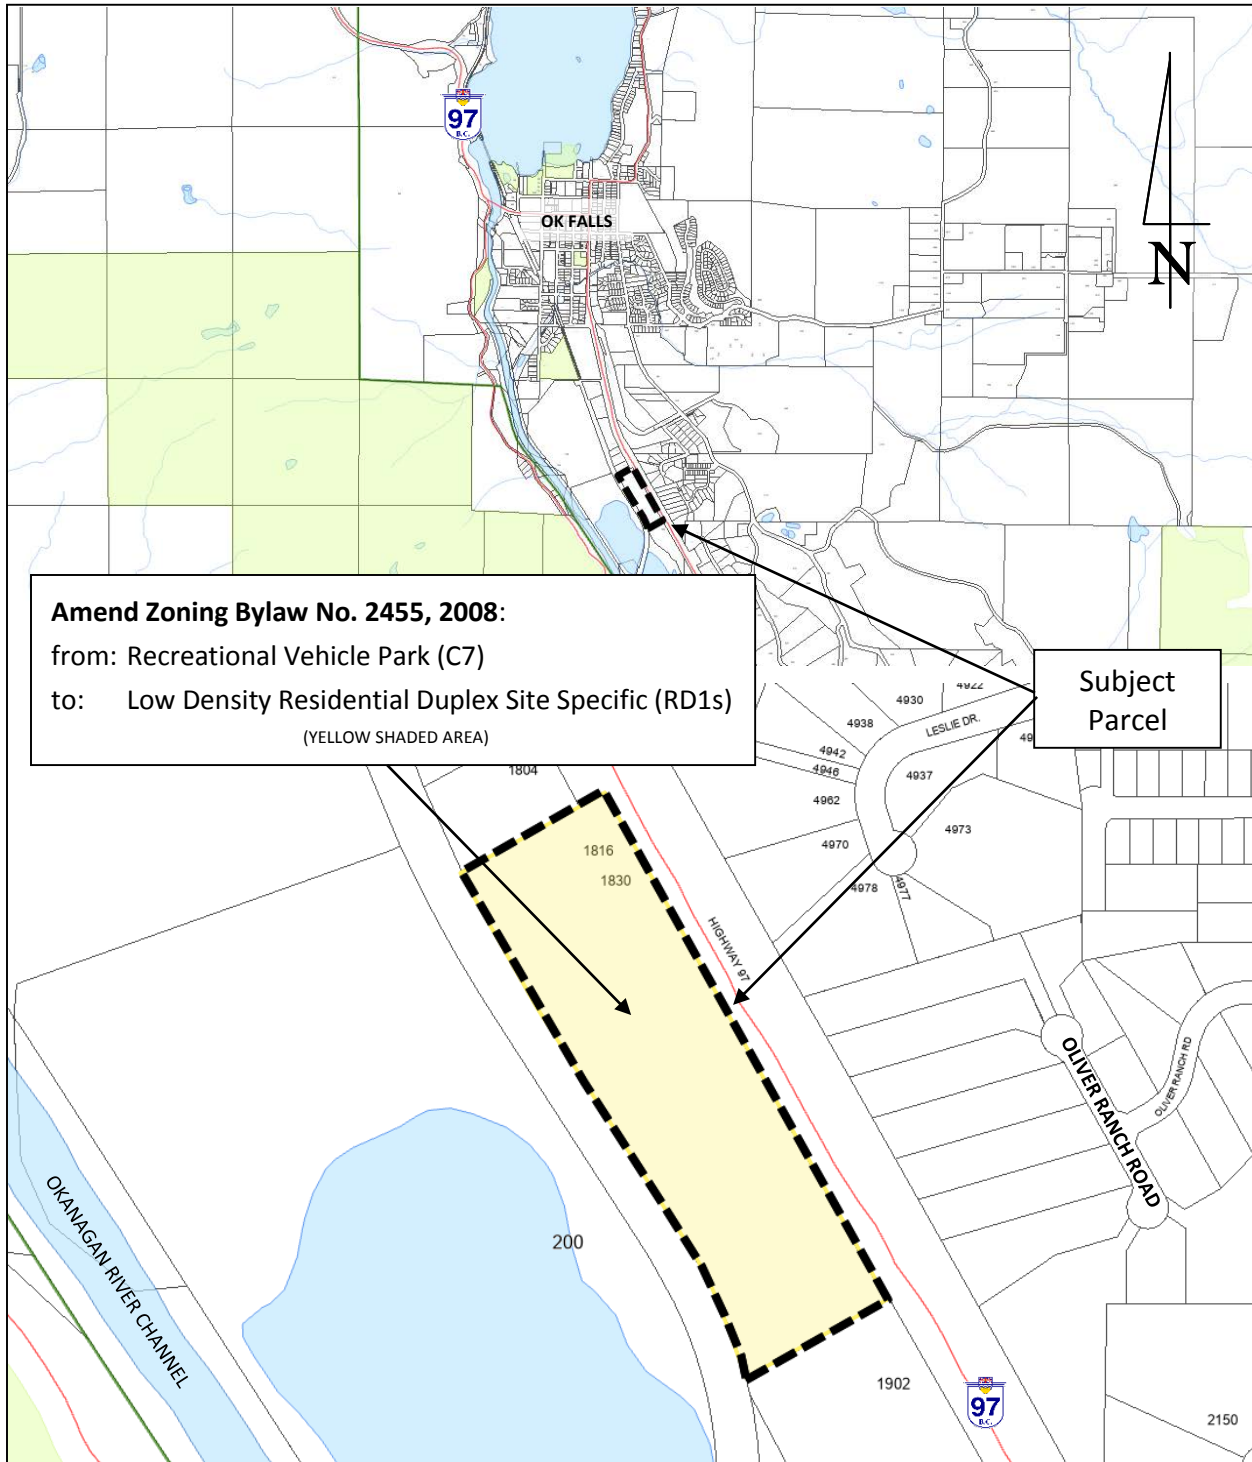 97
B.C.
OK FALLS
N
Amend Zoning Bylaw No. 2455, 2008:
from: Recreational Vehicle Park (C7)
to: Low Density Residential Duplex Site Specific (RD1s)
(YELLOW SHADED AREA)
Subject
Parcel
4922
4930
4938
LESLIE DR.
4942
4946
4937
4962
4970
4973
4978
4977
1804
1816
1830
HIGHWAY 97
OLIVER RANCH ROAD
OLIVER RANCH RD
OKANAGAN RIVER CHANNEL
200
1902
97
B.C.
2150